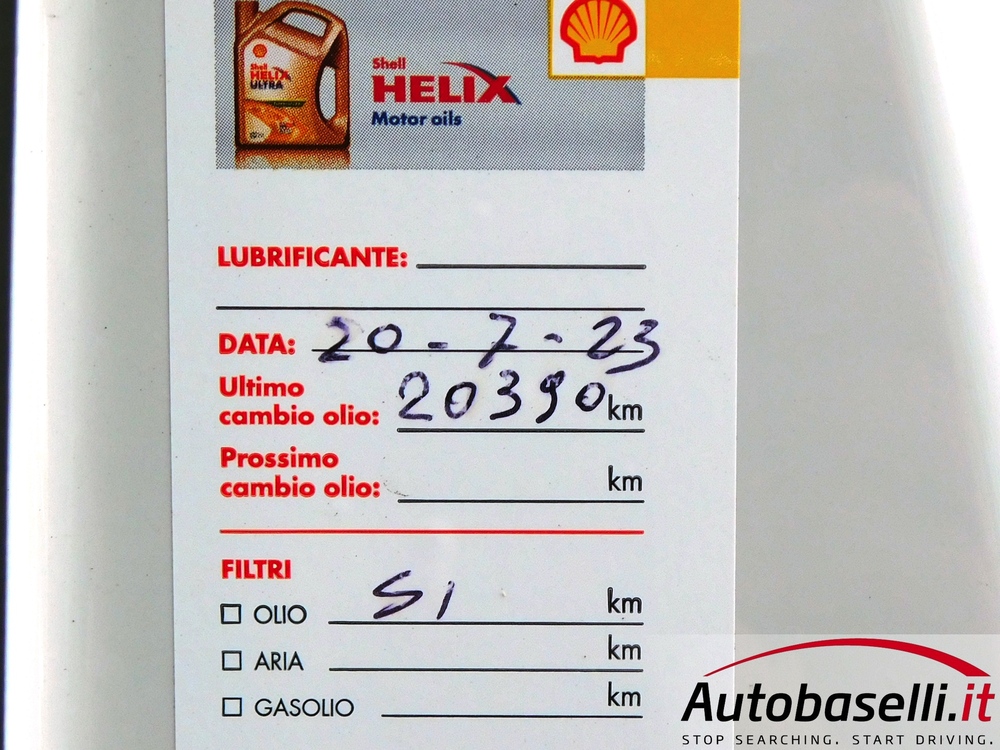 Shell
HELIX
ULTRA
Shell
HELIX
Motor oils
LUBRIFICANTE:
DATA: 20-7-23
Ultimo
cambio olio: 20390 km
Prossimo
cambio olio: km
FILTRI
OLIO SI km
ARIA km
GASOLIO km
Autobaselli.it
STOP SEARCHING. START DRIVING.